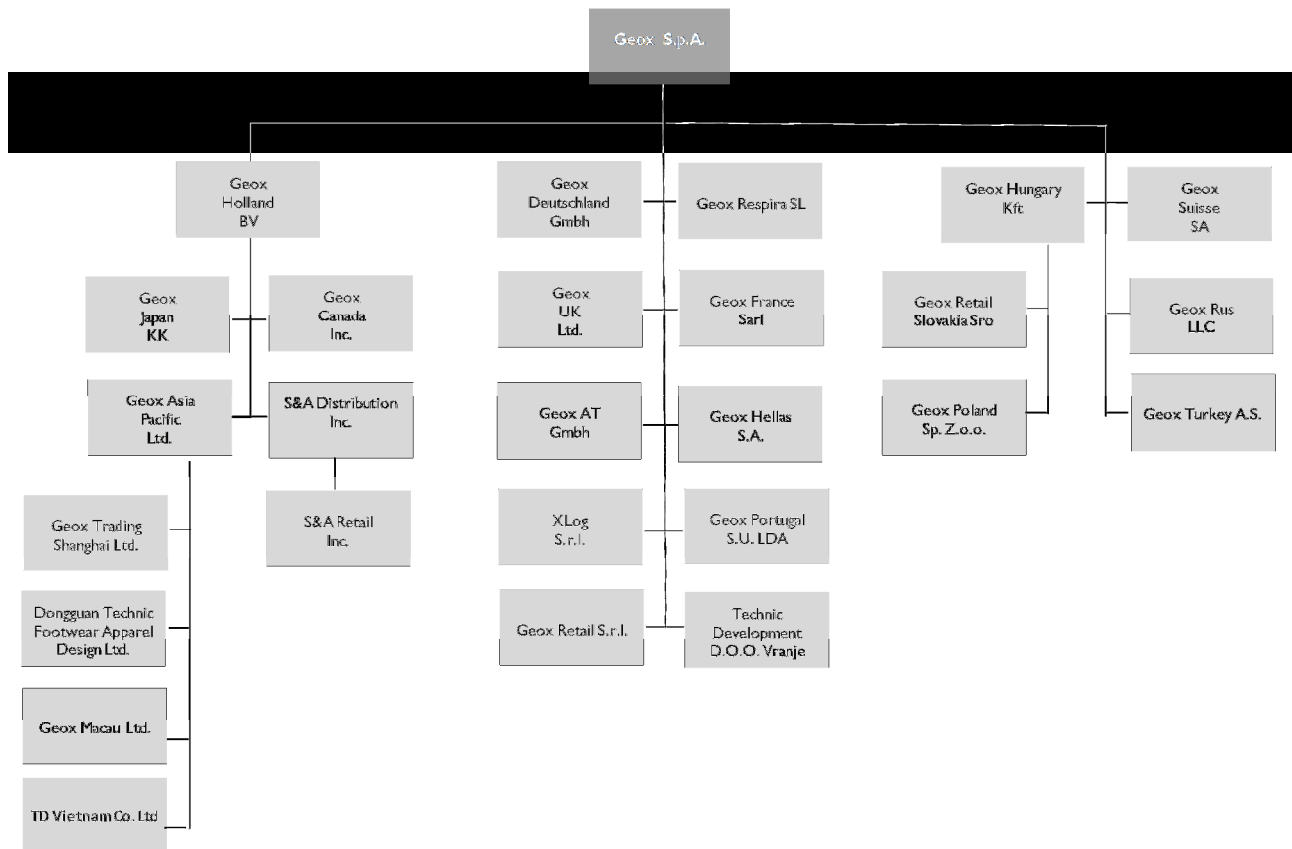 Geox S.p.A.
Geox
Holland
BV
Geox
Deutschland
Gmbh
Geox Respira SL
Geox Hungary
Kft
Geox
Suisse
SA
Geox
Japan
KK
Geox
Canada
Inc.
Geox
UK
Ltd.
Geox France
Sarl
Geox Retail
Slovakia Sro
Geox Rus
LLC
Geox Asia
Pacific
Ltd.
S&A Distribution
Inc.
Geox AT
Gmbh
Geox Hellas
S.A.
Geox Poland
Sp. Z.o.o.
Geox Turkey A.S.
Geox Trading
Shanghai Ltd.
S&A Retail
Inc.
XLog
S.r.l.
Geox Portugal
S.U. LDA
Dongguan Technic
Footwear Apparel
Design Ltd.
Geox Retail S.r.l.
Technic
Development
D.O.O. Vranje
Geox Macau Ltd.
TD Vietnam Co. Ltd